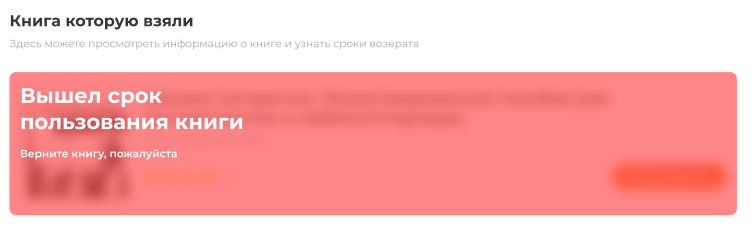 Книга которую взяли
Здесь можете просмотреть информацию о книге и узнать сроки возврата
Вышел срок
пользования книги
Верните книгу, пожалуйста